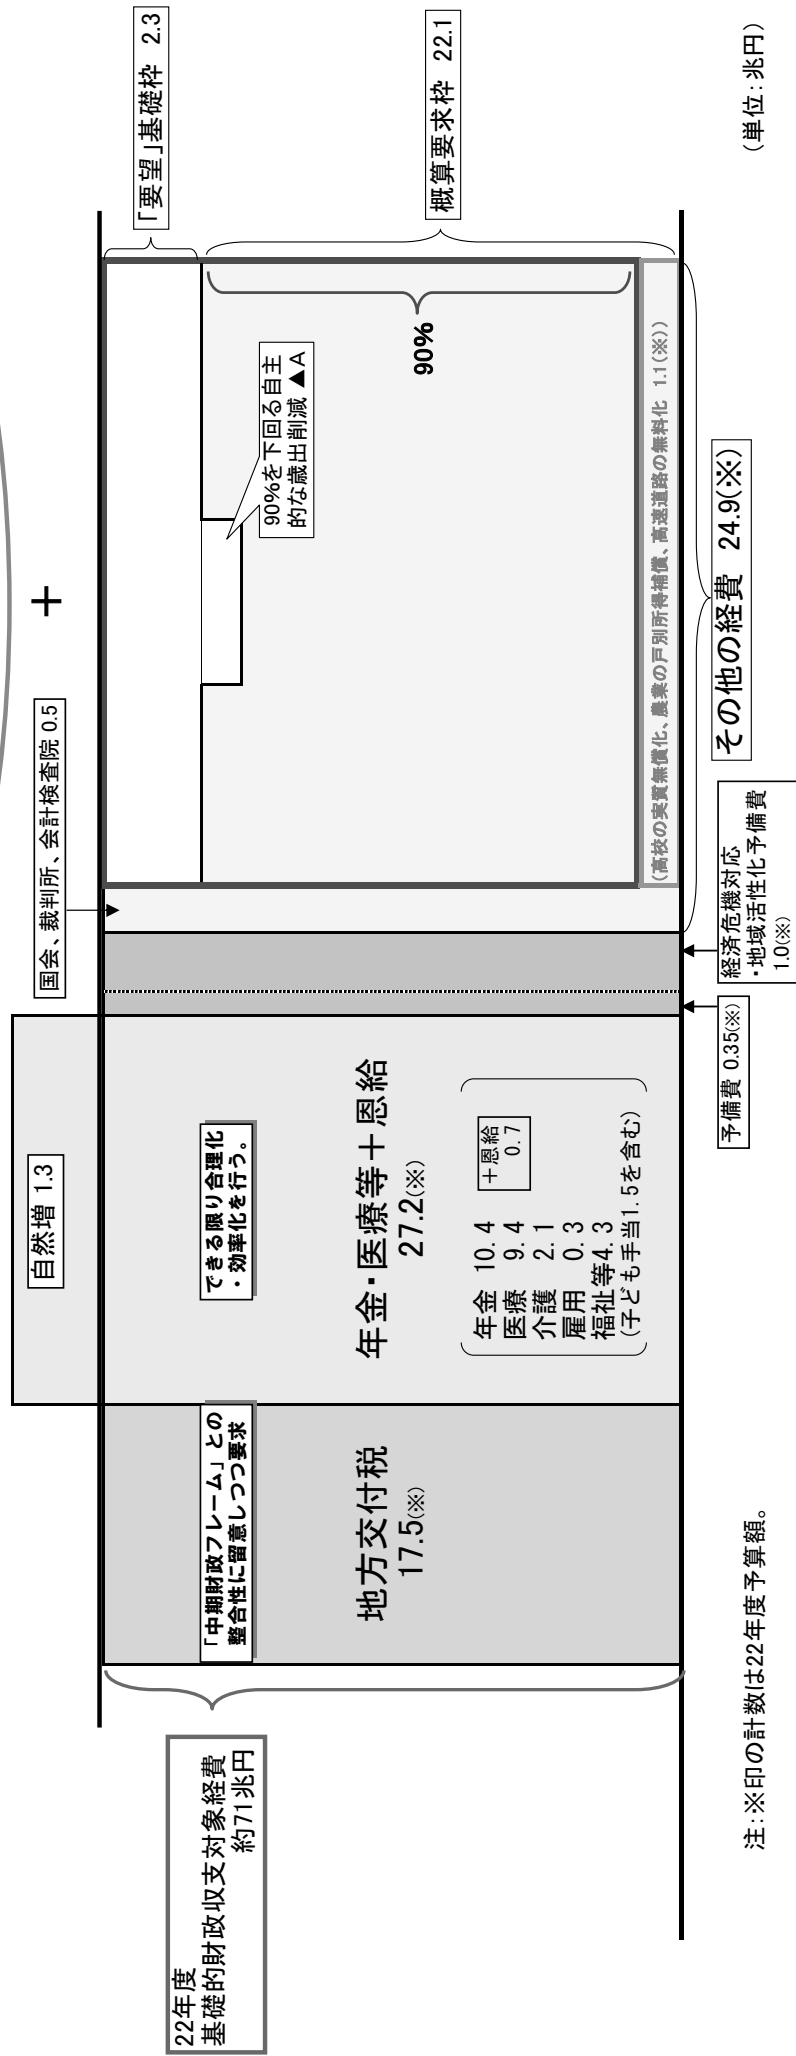 22年度
基礎的財政収支対象経費
約71兆円
「中期財政フレーム」との
整合性に留意しつつ要求
地方交付税
17.5(※)
自然増 1.3
できる限り合理化
・効率化を行う。
年金・医療等＋恩給
27.2(※)
年金 10.4
医療 9.4
介護 2.1
雇用 0.3
福祉等4.3
(子ども手当1.5を含む)
＋恩給
0.7
予備費 0.35(※)
経済危機対応
・地域活性化予備費
1.0(※)
国会、裁判所、会計検査院 0.5
＋
90%を下回る自主
的な歳出削減 ▲A
90%
(高校の実質無償化、農業の戸別所得補償、高速道路の無料化 1.1(※))
その他の経費 24.9(※)
「要望」基礎枠 2.3
概算要求枠 22.1
(単位:兆円)
注:※印の計数は22年度予算額。